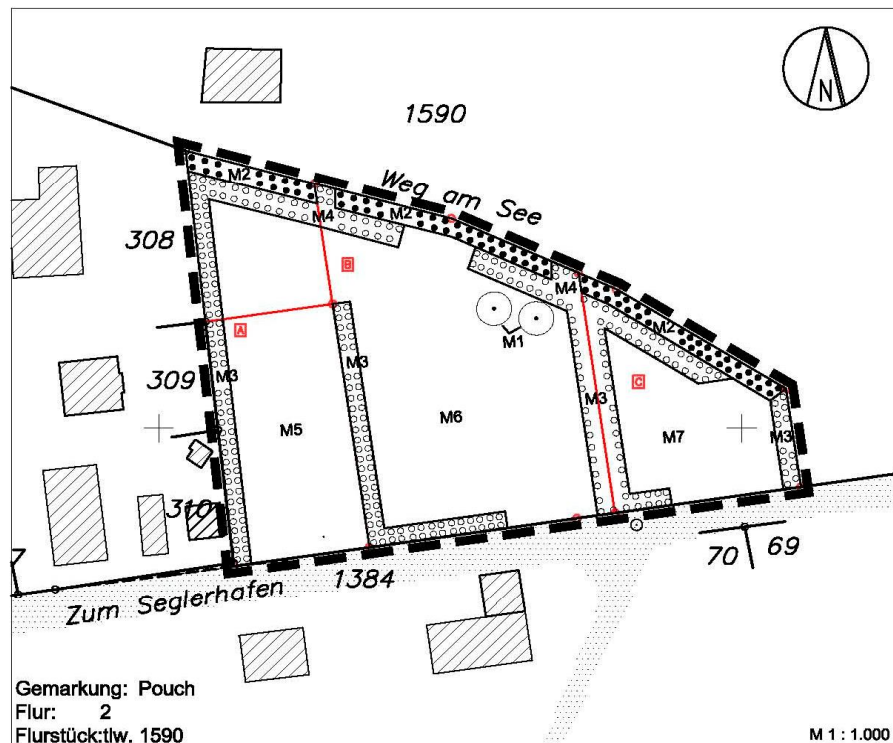 N
1590
Weg am See
M2
M4
M2
308
B
M4
M2
A
M1
309
M3
M3
C
M3
M5
M6
M7
M3
310
70 69
7
1384
Zum Seglerhafen
Gemarkung: Pouch
Flur: 2
Flurstück:tlw. 1590
M 1 : 1.000